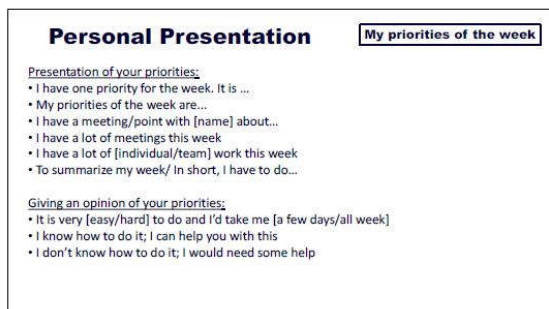 Personal Presentation
My priorities of the week
Presentation of your priorities:
• I have one priority for the week. It is …
• My priorities of the week are...
• I have a meeting/point with [name] about…
• I have a lot of meetings this week
• I have a lot of [individual/team] work this week
• To summarize my week/ In short, I have to do…
Giving an opinion of your priorities:
• It is very [easy/hard] to do and I’d take me [a few days/all week]
• I know how to do it; I can help you with this
• I don’t know how to do it; I would need some help